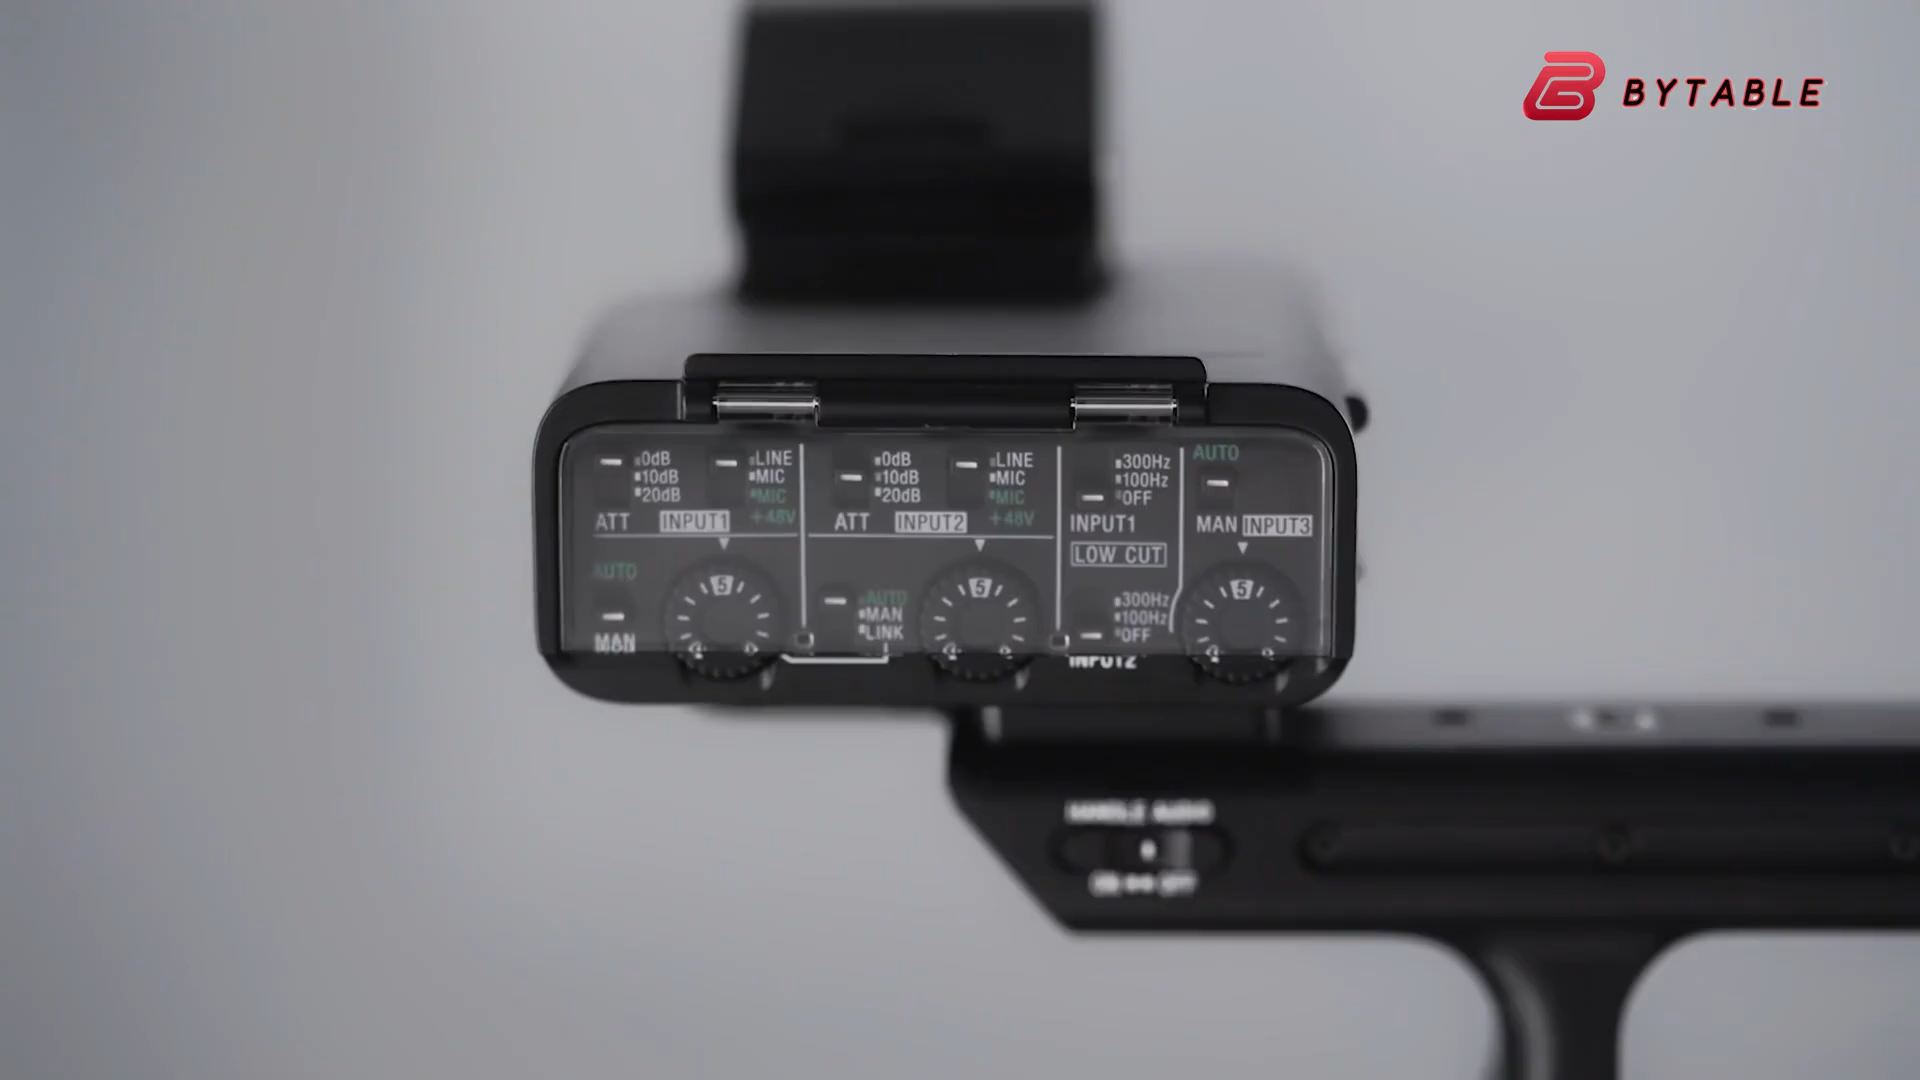 BYTABLE
0dB
10dB
20dB
ATT
LINE
MIC
MIC
+48V
INPUT1
AUTO
MAN
5
0dB
10dB
20dB
ATT
LINE
MIC
MIC
+48V
INPUT2
AUTO
MAN
LINK
5
300Hz
100Hz
OFF
INPUT1
LOW CUT
300Hz
100Hz
OFF
INPUT2
AUTO
MAN INPUT3
5
HANDLE AUDIO